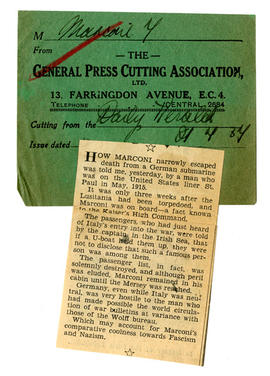 M Marconi
From
— THE —
GENERAL PRESS CUTTING ASSOCIATION,
LTD.
13, FARRINGDON AVENUE, E.C.4.
TELEPHONE CENTRAL 2684
Cutting from the Daily
Issue dated
HOW MARCONI narrowly escaped
death from a German submarine
was told me, yesterday, by a man who
was on the United States liner St.
Paul in May, 1915.
It was only three weeks after the
Lusitania had been torpedoed, and
Marconi was on board—a fact known
to the Kaiser's High Command.
The passengers, who had just heard
of Italy's entry into the war, were told
by the captain, in the Irish Sea, that
if a U-boat held them up, they were
not to disclose that such a famous per-
son was among them.
The passenger list, in fact, was
solemnly destroyed, and although peril
was eluded, Marconi remained in his
cabin until the Mersey was reached.
Germany, even while Italy was neu-
tral, was very hostile to the man who
had made possible the world circula-
tion of war bulletins at variance with
those of the Wolff bureau.
Which may account for Marconi's
comparative coolness towards Fascism
and Nazism.